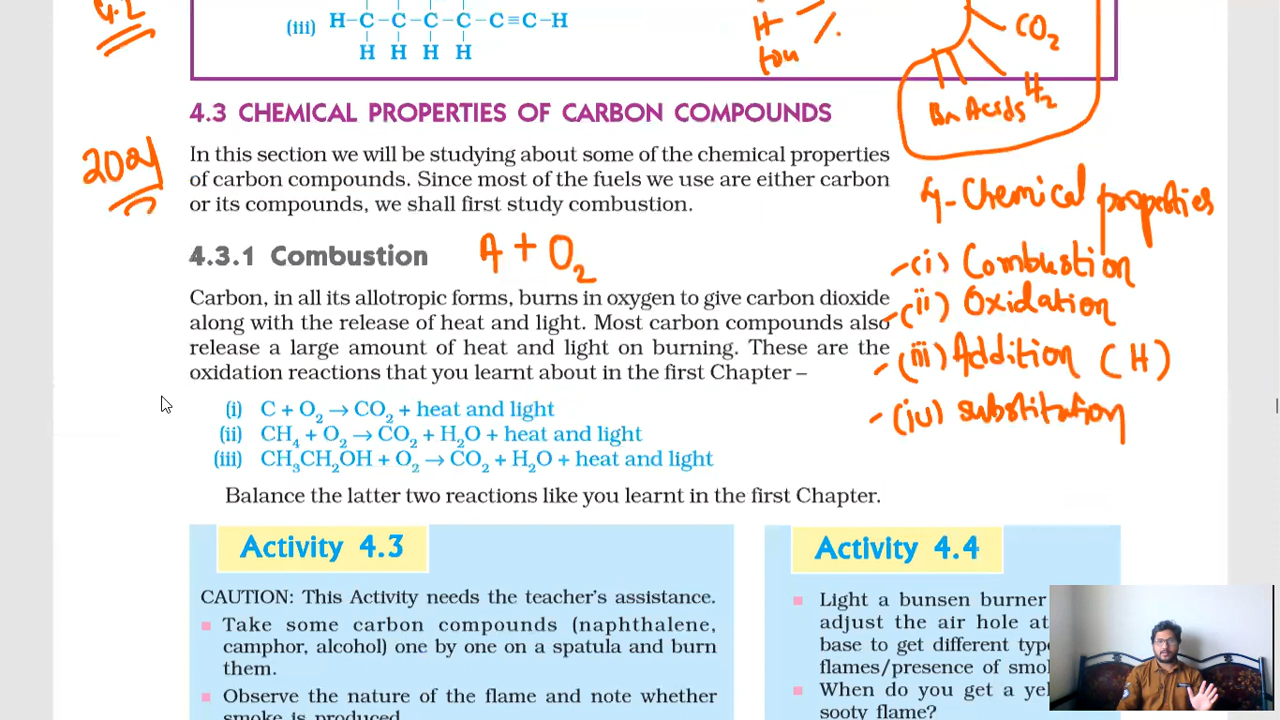 4.2
(iii) H–C–C–C–C–C≡C–H
H H H H
H
CO2
H2
Br Acids
4.3 CHEMICAL PROPERTIES OF CARBON COMPOUNDS
In this section we will be studying about some of the chemical properties
of carbon compounds. Since most of the fuels we use are either carbon
or its compounds, we shall first study combustion.
4.3.1 Combustion
A + O2
Carbon, in all its allotropic forms, burns in oxygen to give carbon dioxide
along with the release of heat and light. Most carbon compounds also
release a large amount of heat and light on burning. These are the
oxidation reactions that you learnt about in the first Chapter –
(i) C + O2 → CO2 + heat and light
(ii) CH4 + O2 → CO2 + H2O + heat and light
(iii) CH3CH2OH + O2 → CO2 + H2O + heat and light
Balance the latter two reactions like you learnt in the first Chapter.
4 - Chemical properties
- (i) Combustion
- (ii) Oxidation
- (iii) Addition (H)
- (iv) substitution
Activity 4.3
CAUTION: This Activity needs the teacher's assistance.
Take some carbon compounds (naphthalene,
camphor, alcohol) one by one on a spatula and burn
them.
Observe the nature of the flame and note whether
smoke is produced.
Activity 4.4
Light a bunsen burner
adjust the air hole at
base to get different type
flames/presence of smo
When do you get a yel
sooty flame?